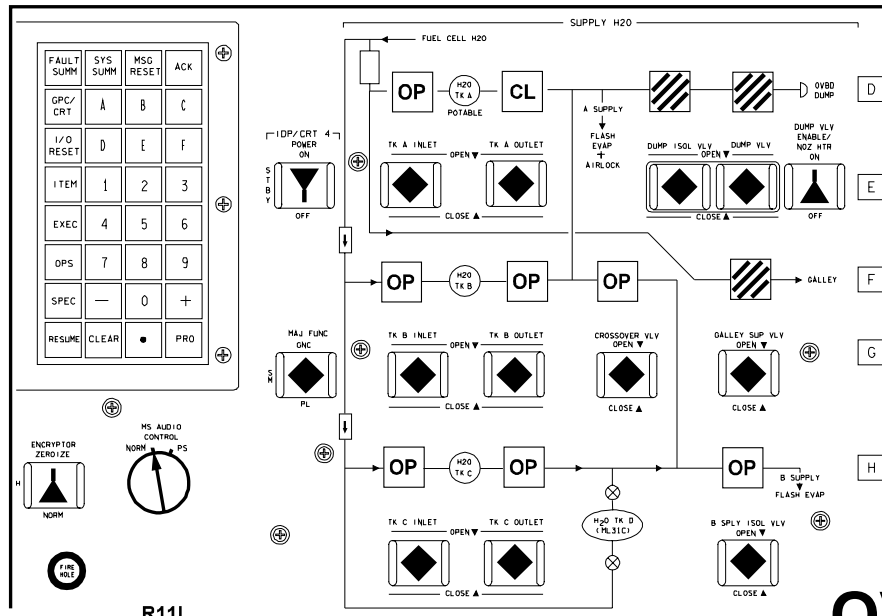 SUPPLY H2O
FUEL CELL H2O
FAULT SUMM
SYS SUMM
MSG RESET
ACK
GPC/ CRT
A
B
C
I/O RESET
D
E
F
ITEM
1
2
3
EXEC
4
5
6
OPS
7
8
9
SPEC
—
0
+
RESUME
CLEAR
●
PRO
OP
H2O TK A
POTABLE
CL
A SUPPLY
FLASH EVAP + AIRLOCK
OVBD DUMP
D
IDP/CRT 4
POWER
ON
STBY
OFF
TK A INLET
OPEN ▼
TK A OUTLET
CLOSE ▲
DUMP ISOL VLV
DUMP VLV
OPEN ▼
CLOSE ▲
DUMP VLV ENABLE/ NOZ HTR
ON
OFF
E
OP
H2O TK B
OP
OP
GALLEY
F
MAJ FUNC
GNC
SM
PL
TK B INLET
OPEN ▼
TK B OUTLET
CLOSE ▲
CROSSOVER VLV
OPEN ▼
CLOSE ▲
GALLEY SUP VLV
OPEN ▼
CLOSE ▲
G
ENCRYPTOR
ZEROIZE
H
NORM
MS AUDIO
CONTROL
NORM
PS
OP
H2O TK C
OP
OP
B SUPPLY
FLASH EVAP
H
H2O TK D
(ML31C)
TK C INLET
OPEN ▼
TK C OUTLET
CLOSE ▲
B SPLY ISOL VLV
OPEN ▼
CLOSE ▲
FIRE HOLE